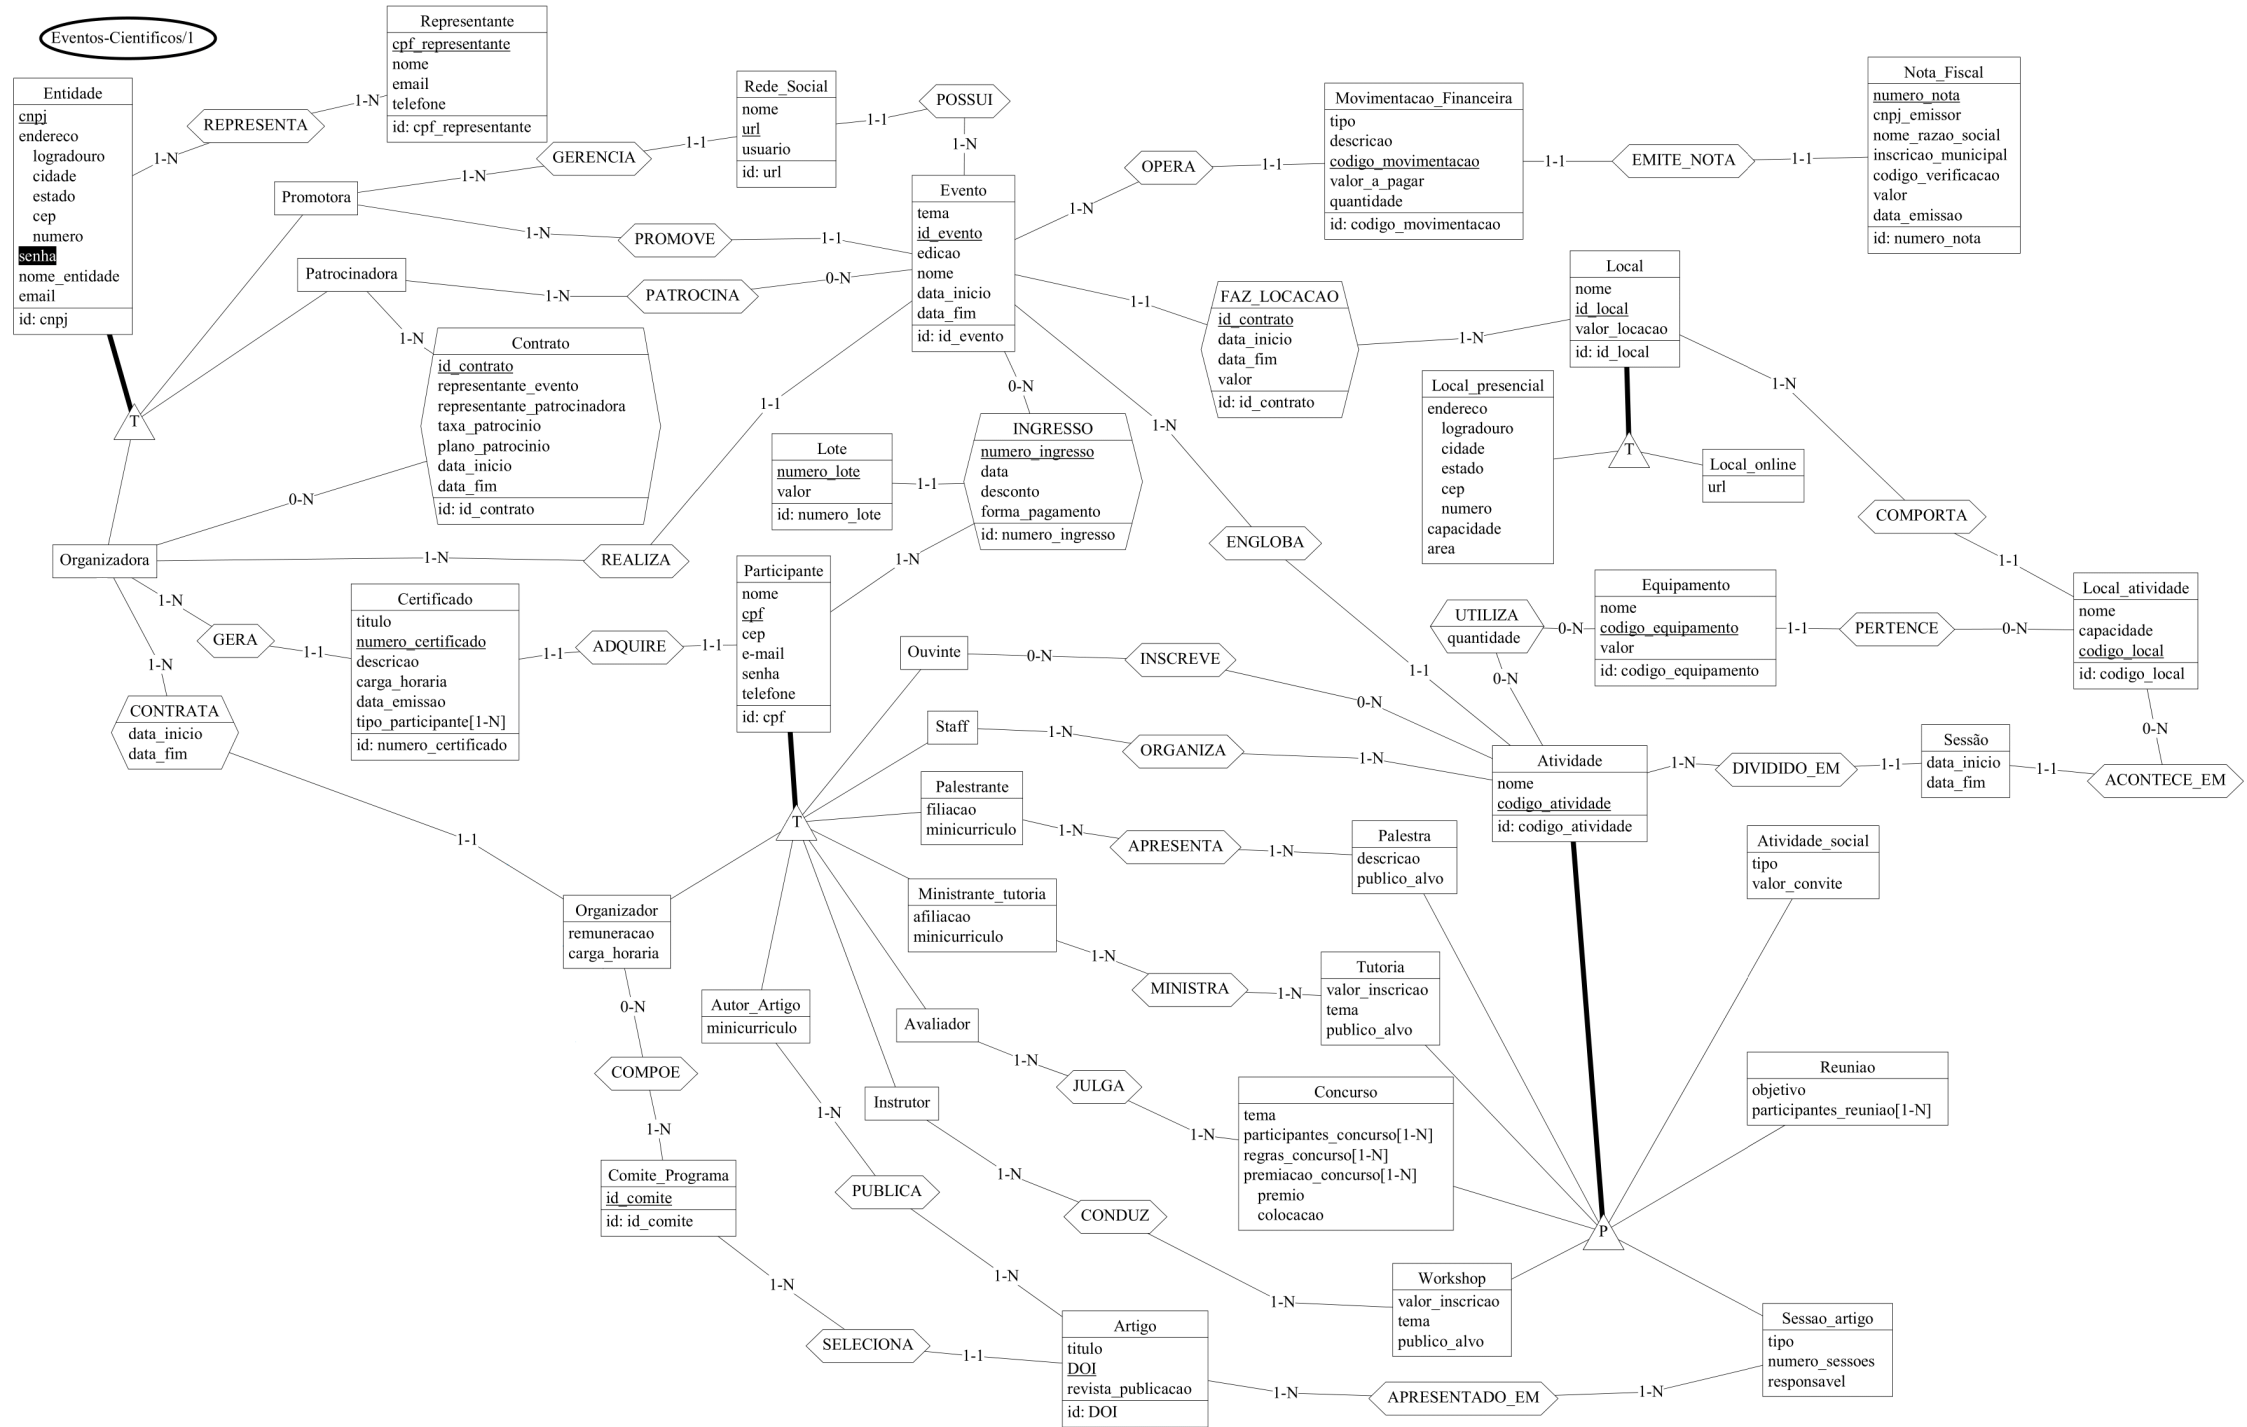 Eventos-Cientificos/1
Representante
cpf_representante
nome
email
telefone
id: cpf_representante
Entidade
cnpj
endereco
logradouro
cidade
estado
cep
numero
senha
nome_entidade
email
id: cnpj
REPRESENTA
1-N
1-N
Rede_Social
nome
url
usuario
id: url
POSSUI
1-1
1-N
GERENCIA
1-1
1-N
Promotora
PROMOVE
1-N
1-1
Patrocinadora
PATROCINA
1-N
0-N
1-N
Evento
tema
id_evento
edicao
nome
data_inicio
data_fim
id: id_evento
OPERA
1-N
1-1
Movimentacao_Financeira
tipo
descricao
codigo_movimentacao
valor_a_pagar
quantidade
id: codigo_movimentacao
1-1
EMITE_NOTA
1-1
Nota_Fiscal
numero_nota
cnpj_emissor
nome_razao_social
inscricao_municipal
codigo_verificacao
valor
data_emissao
id: numero_nota
FAZ_LOCACAO
id_contrato
data_inicio
data_fim
valor
id: id_contrato
1-1
1-N
Local
nome
id_local
valor_locacao
id: id_local
Local_presencial
endereco
logradouro
cidade
estado
cep
numero
capacidade
area
T
Local_online
url
1-N
COMPORTA
1-1
Contrato
id_contrato
representante_evento
representante_patrocinadora
taxa_patrocinio
plano_patrocinio
data_inicio
data_fim
id: id_contrato
T
0-N
1-1
0-N
1-N
Lote
numero_lote
valor
id: numero_lote
1-1
INGRESSO
numero_ingresso
data
desconto
forma_pagamento
id: numero_ingresso
1-N
ENGLOBA
1-1
Organizadora
1-N
REALIZA
1-N
GERA
1-1
1-N
CONTRATA
data_inicio
data_fim
1-1
Certificado
titulo
numero_certificado
descricao
carga_horaria
data_emissao
tipo_participante[1-N]
id: numero_certificado
1-1
ADQUIRE
1-1
Participante
nome
cpf
cep
e-mail
senha
telefone
id: cpf
T
Ouvinte
0-N
INSCREVE
0-N
Staff
1-N
ORGANIZA
1-N
UTILIZA
quantidade
0-N
0-N
Equipamento
nome
codigo_equipamento
valor
id: codigo_equipamento
1-1
PERTENCE
0-N
Local_atividade
nome
capacidade
codigo_local
id: codigo_local
0-N
Atividade
nome
codigo_atividade
id: codigo_atividade
1-N
DIVIDIDO_EM
1-1
Sessão
data_inicio
data_fim
1-1
ACONTECE_EM
Palestrante
filiacao
minicurriculo
1-N
APRESENTA
1-N
Palestra
descricao
publico_alvo
Atividade_social
tipo
valor_convite
Organizador
remuneracao
carga_horaria
Ministrante_tutoria
afiliacao
minicurriculo
1-N
MINISTRA
1-N
Tutoria
valor_inscricao
tema
publico_alvo
0-N
COMPOE
1-N
Autor_Artigo
minicurriculo
Avaliador
1-N
JULGA
1-N
Concurso
tema
participantes_concurso[1-N]
regras_concurso[1-N]
premiacao_concurso[1-N]
premio
colocacao
Reuniao
objetivo
participantes_reuniao[1-N]
P
Instrutor
1-N
CONDUZ
1-N
1-N
PUBLICA
1-N
Comite_Programa
id_comite
id: id_comite
1-N
SELECIONA
1-1
Artigo
titulo
DOI
revista_publicacao
id: DOI
1-N
APRESENTADO_EM
1-N
Workshop
valor_inscricao
tema
publico_alvo
Sessao_artigo
tipo
numero_sessoes
responsavel